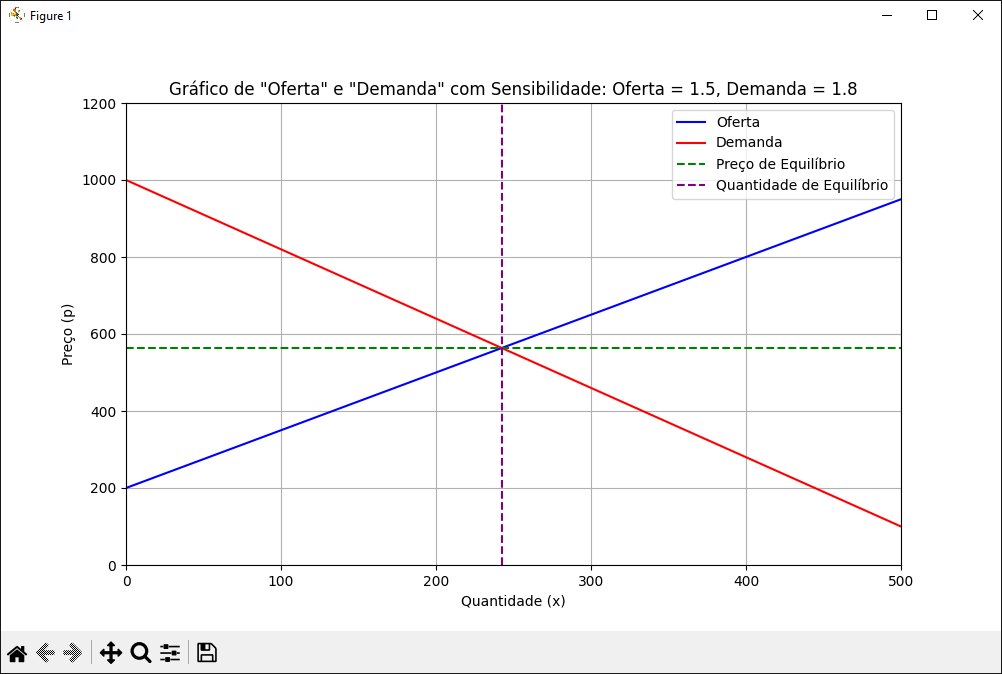 Figure 1
Gráfico de "Oferta" e "Demanda" com Sensibilidade: Oferta = 1.5, Demanda = 1.8
1200
1000
800
600
400
200
0
Preço (p)
Oferta
Demanda
Preço de Equilíbrio
Quantidade de Equilíbrio
0 100 200 300 400 500
Quantidade (x)